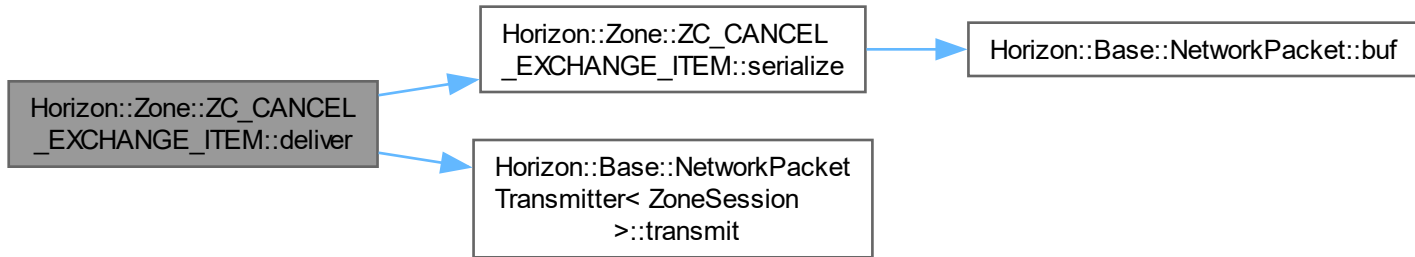 Horizon::Zone::ZC_CANCEL
_EXCHANGE_ITEM::deliver
Horizon::Zone::ZC_CANCEL
_EXCHANGE_ITEM::serialize
Horizon::Base::NetworkPacket::buf
Horizon::Base::NetworkPacket
Transmitter< ZoneSession
>::transmit